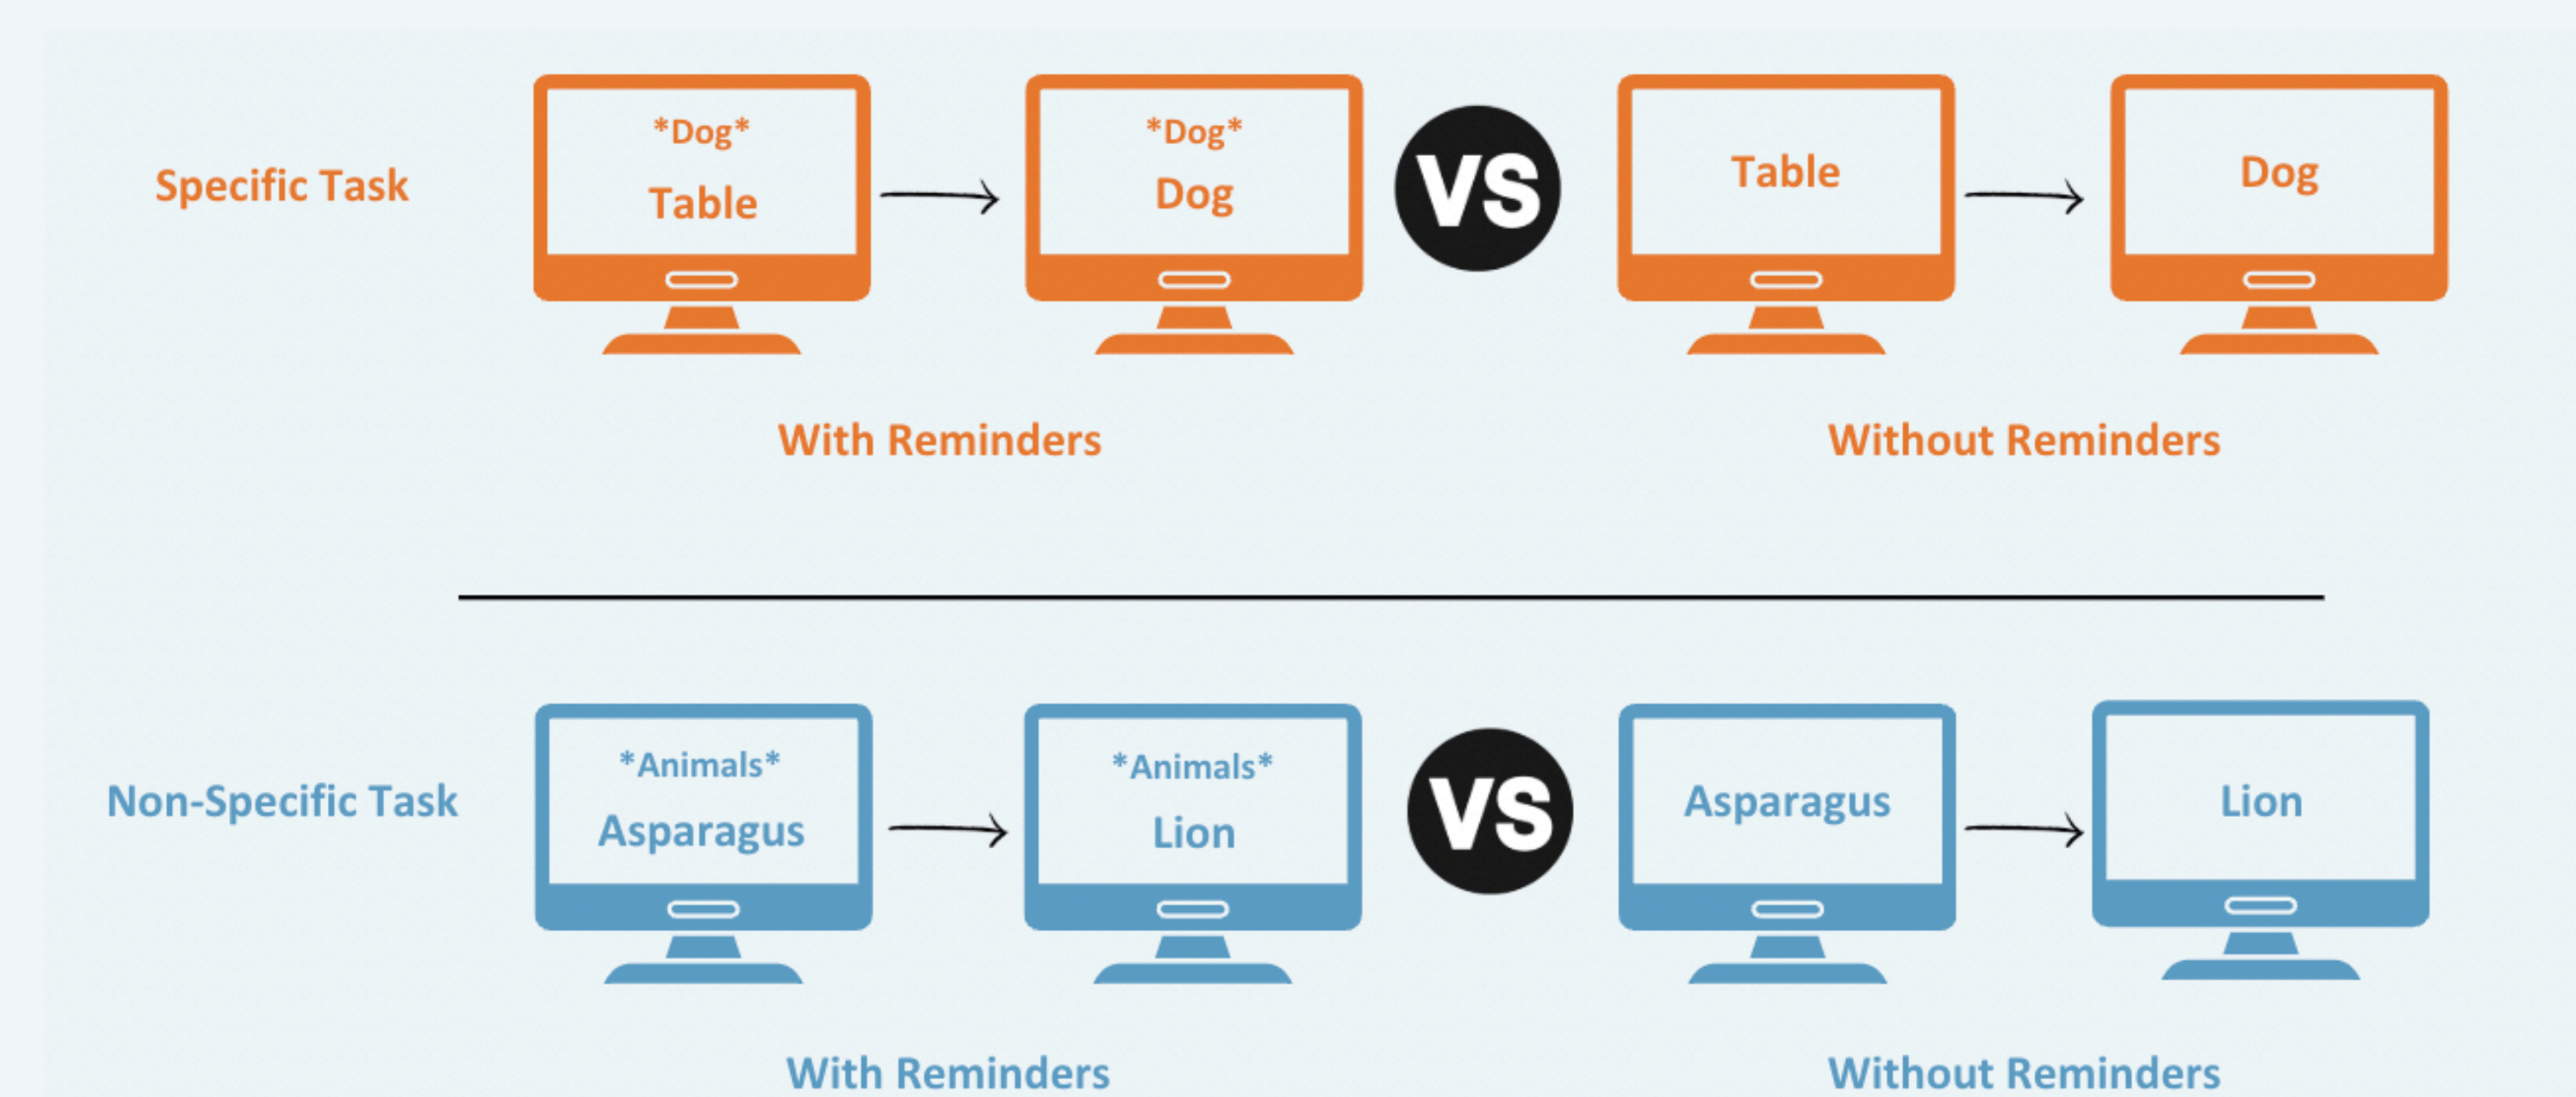 *Dog*
Table
*Dog*
Dog
VS
Table
Dog
Specific Task
With Reminders
Without Reminders
*Animals*
Asparagus
*Animals*
Lion
VS
Asparagus
Lion
Non-Specific Task
With Reminders
Without Reminders